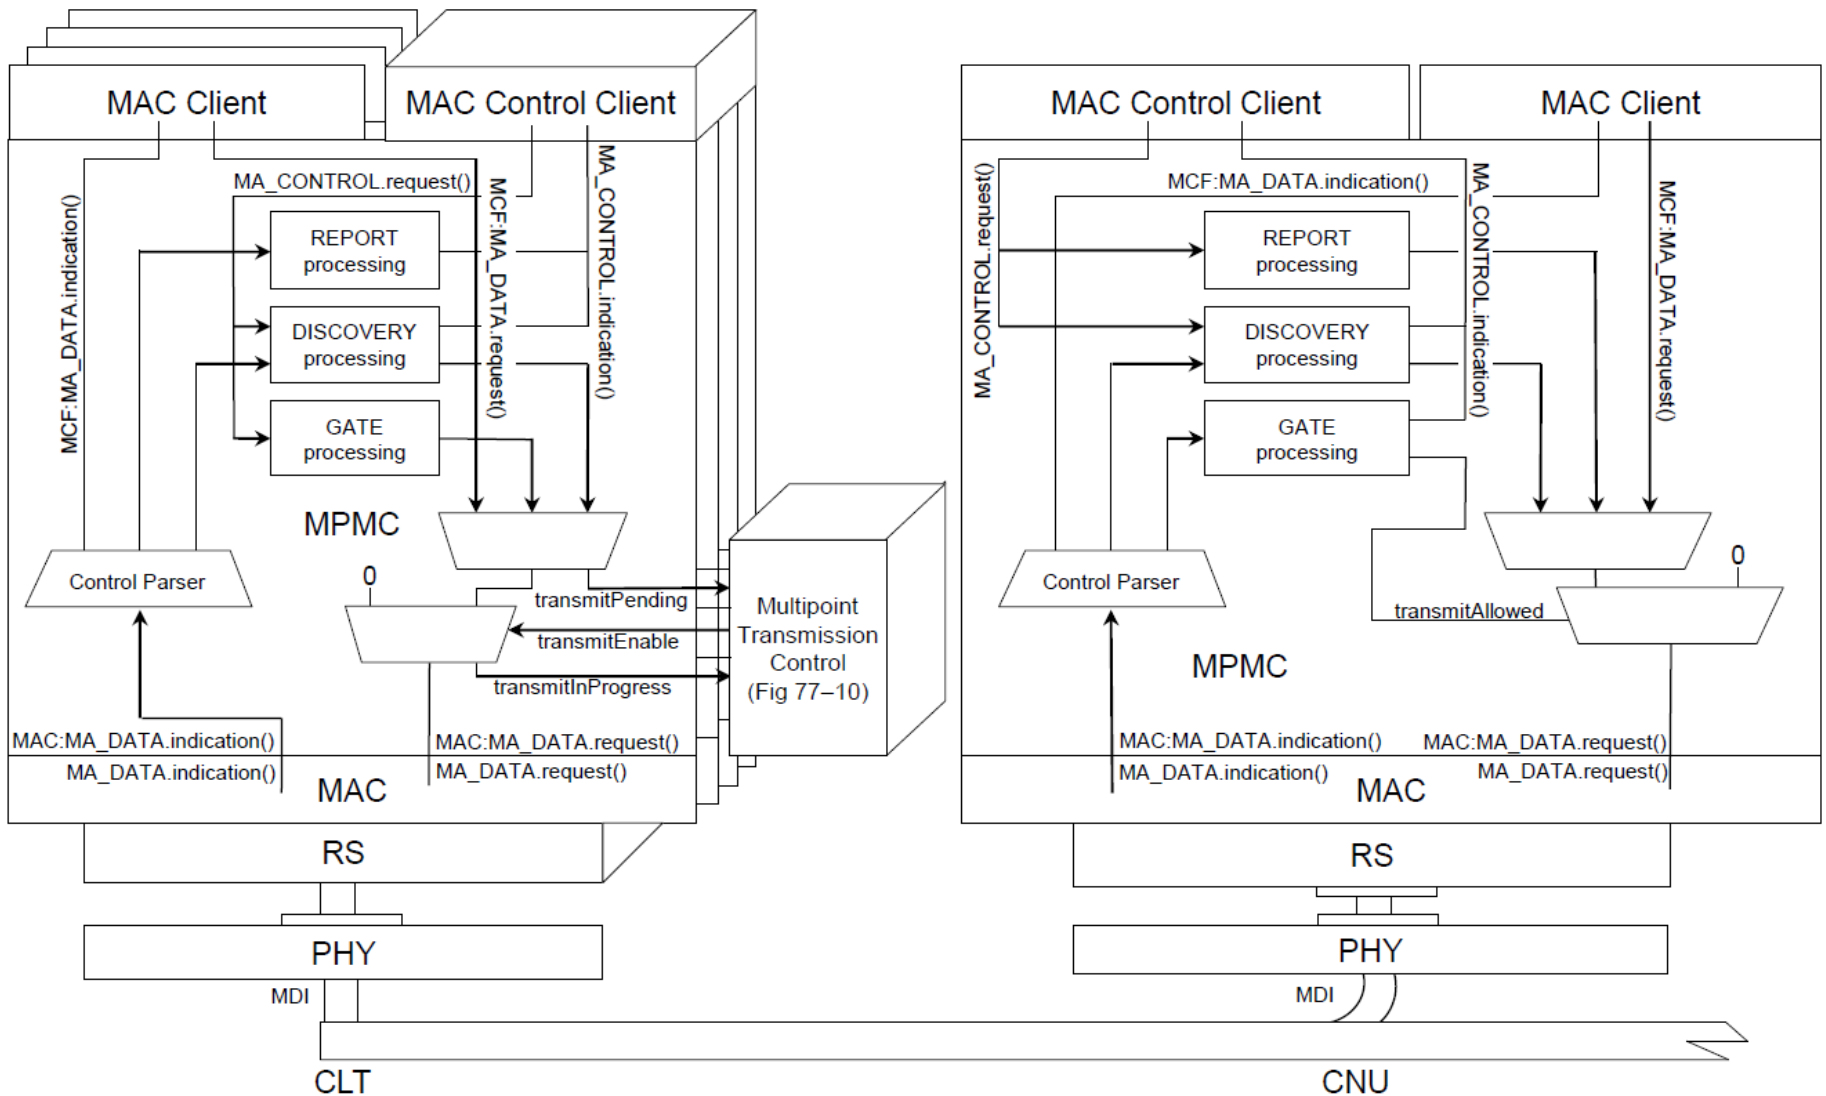 MAC Client
MAC Control Client
MA_CONTROL.request()
MCF:MA_DATA.indication()
MCF:MA_DATA.request()
MA_CONTROL.indication()
REPORT
processing
DISCOVERY
processing
GATE
processing
MPMC
Control Parser
0
transmitPending
transmitEnable
transmitInProgress
Multipoint
Transmission
Control
(Fig 77–10)
MAC:MA_DATA.indication()
MAC:MA_DATA.request()
MA_DATA.indication()
MA_DATA.request()
MAC
RS
PHY
MDI
CLT
MAC Control Client
MAC Client
MA_CONTROL.request()
MCF:MA_DATA.indication()
MA_CONTROL.indication()
MCF:MA_DATA.request()
REPORT
processing
DISCOVERY
processing
GATE
processing
Control Parser
0
transmitAllowed
MPMC
MAC:MA_DATA.indication()
MAC:MA_DATA.request()
MA_DATA.indication()
MA_DATA.request()
MAC
RS
PHY
MDI
CNU